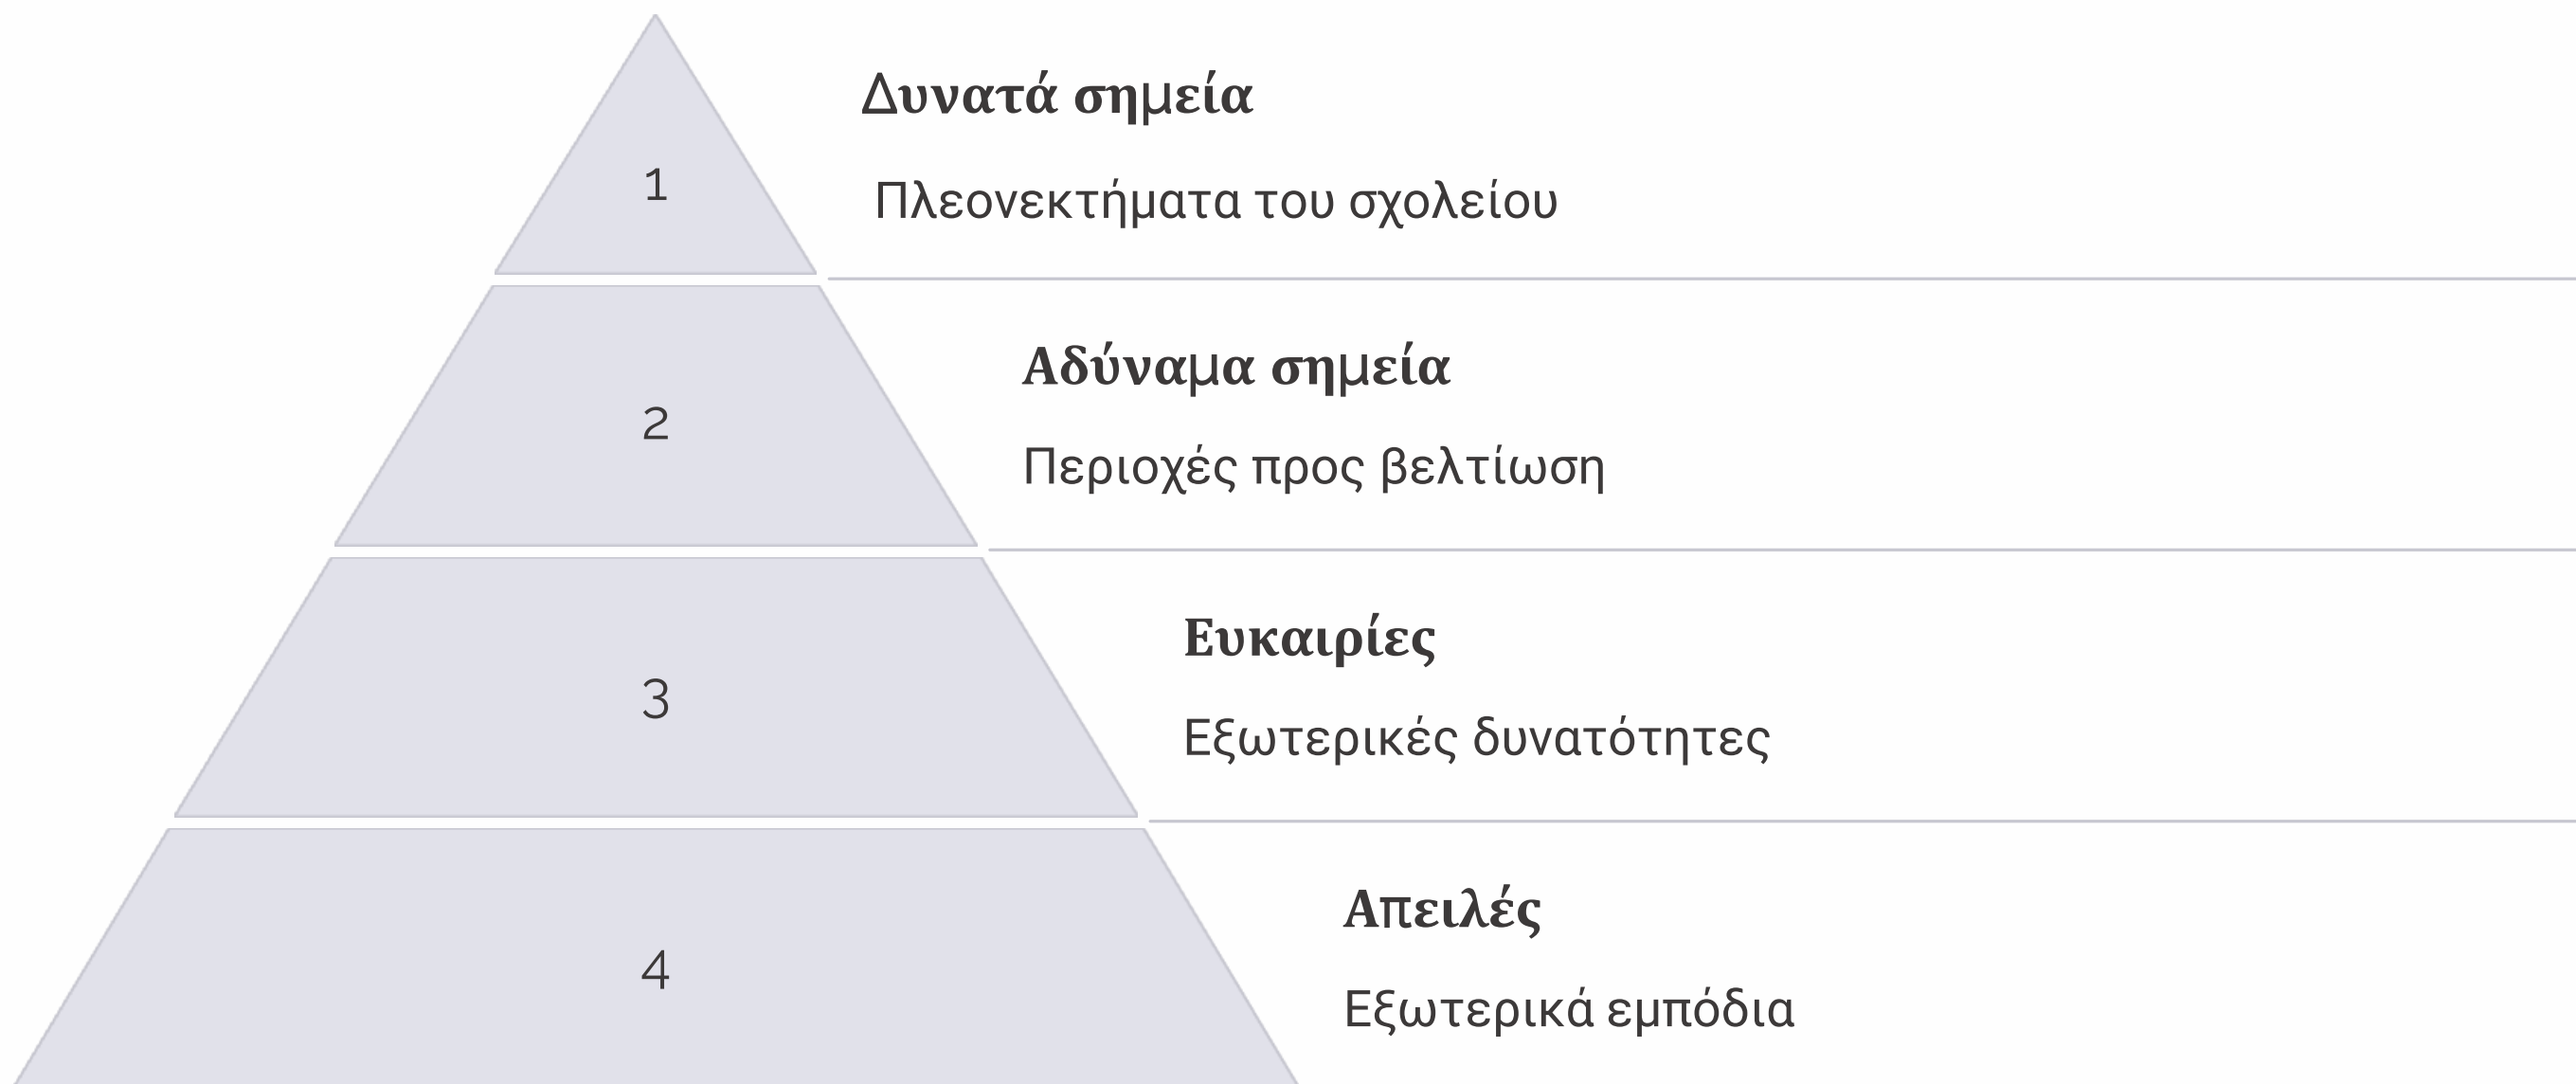 1
Δυνατά σημεία
Πλεονεκτήματα του σχολείου
2
Αδύναμα σημεία
Περιοχές προς βελτίωση
3
Ευκαιρίες
Εξωτερικές δυνατότητες
4
Απειλές
Εξωτερικά εμπόδια